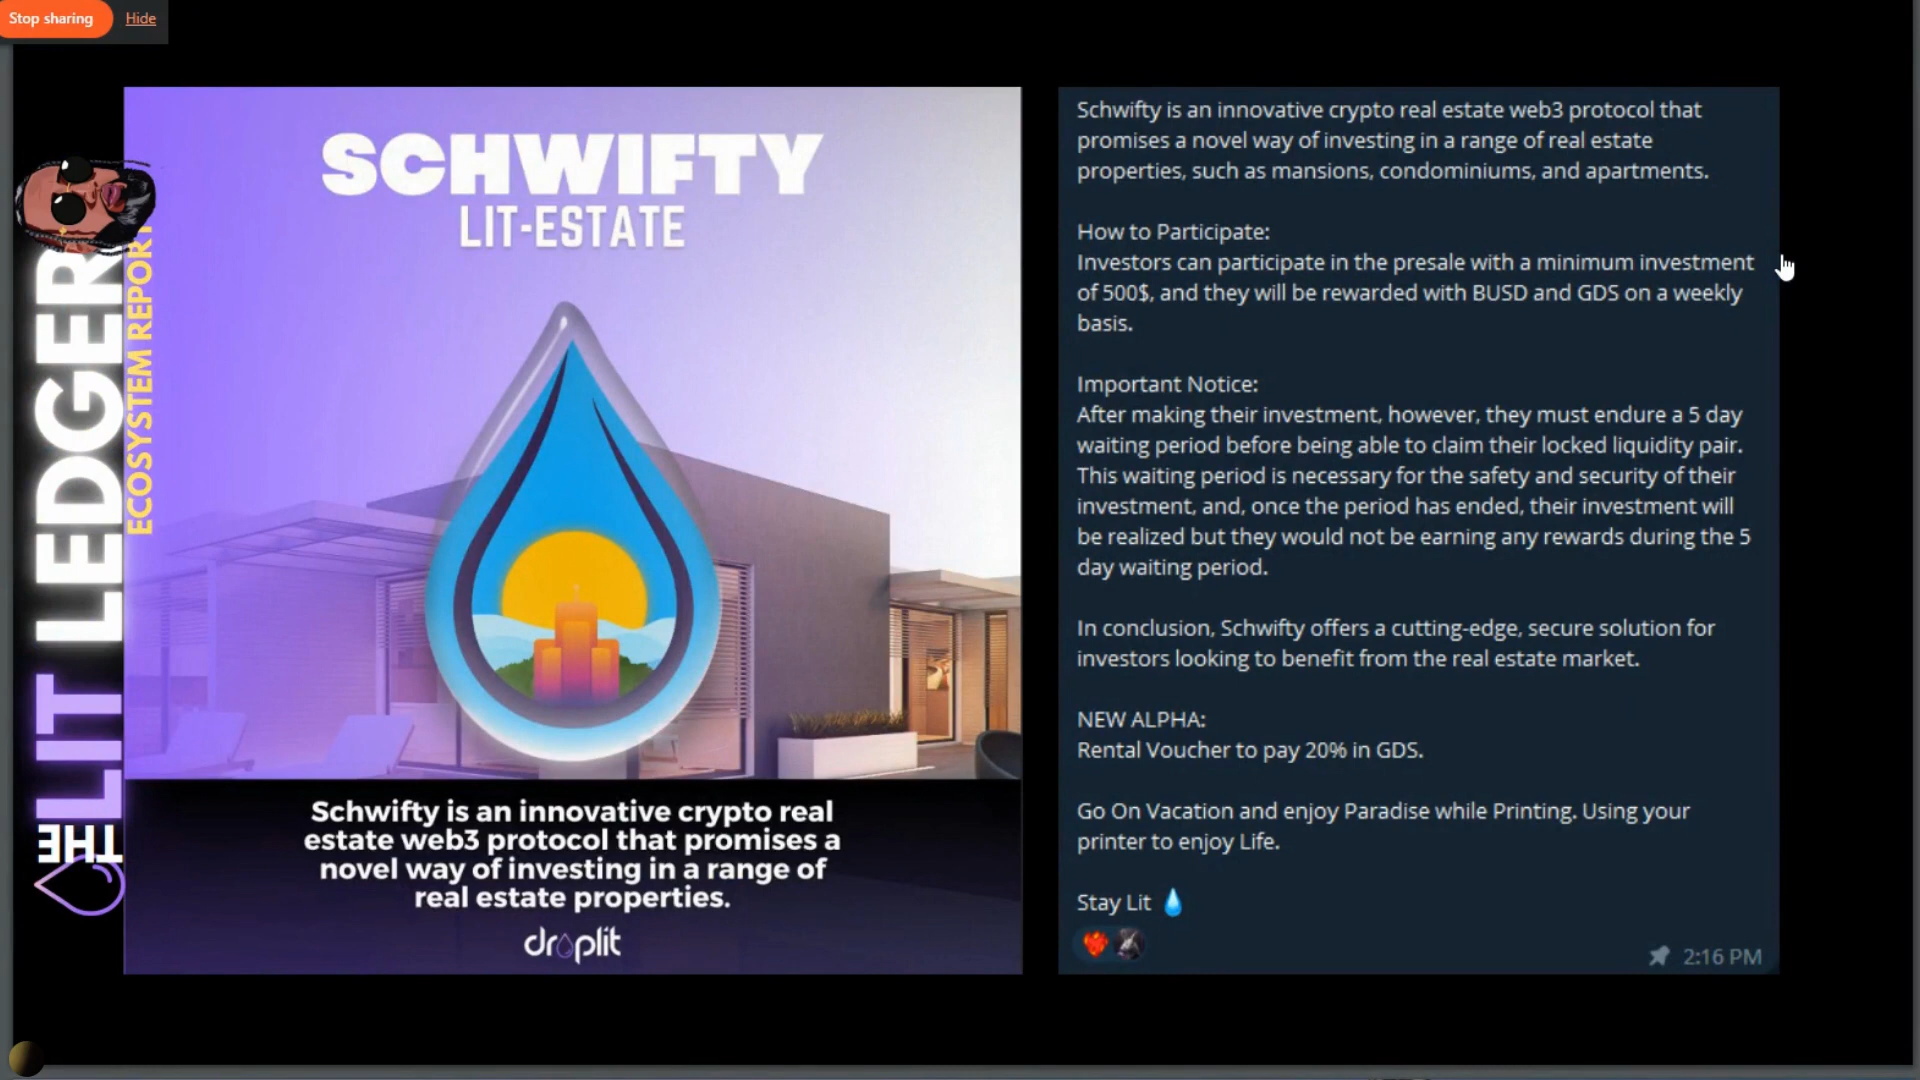 Stop sharing
Hide
THE LIT LEDGER
ECOSYSTEM REPORT
SCHWIFTY
LIT-ESTATE
Schwifty is an innovative crypto real
estate web3 protocol that promises a
novel way of investing in a range of
real estate properties.
droplit
Schwifty is an innovative crypto real estate web3 protocol that
promises a novel way of investing in a range of real estate
properties, such as mansions, condominiums, and apartments.
How to Participate:
Investors can participate in the presale with a minimum investment
of 500$, and they will be rewarded with BUSD and GDS on a weekly
basis.
Important Notice:
After making their investment, however, they must endure a 5 day
waiting period before being able to claim their locked liquidity pair.
This waiting period is necessary for the safety and security of their
investment, and, once the period has ended, their investment will
be realized but they would not be earning any rewards during the 5
day waiting period.
In conclusion, Schwifty offers a cutting-edge, secure solution for
investors looking to benefit from the real estate market.
NEW ALPHA:
Rental Voucher to pay 20% in GDS.
Go On Vacation and enjoy Paradise while Printing. Using your
printer to enjoy Life.
Stay Lit 💧
2:16 PM